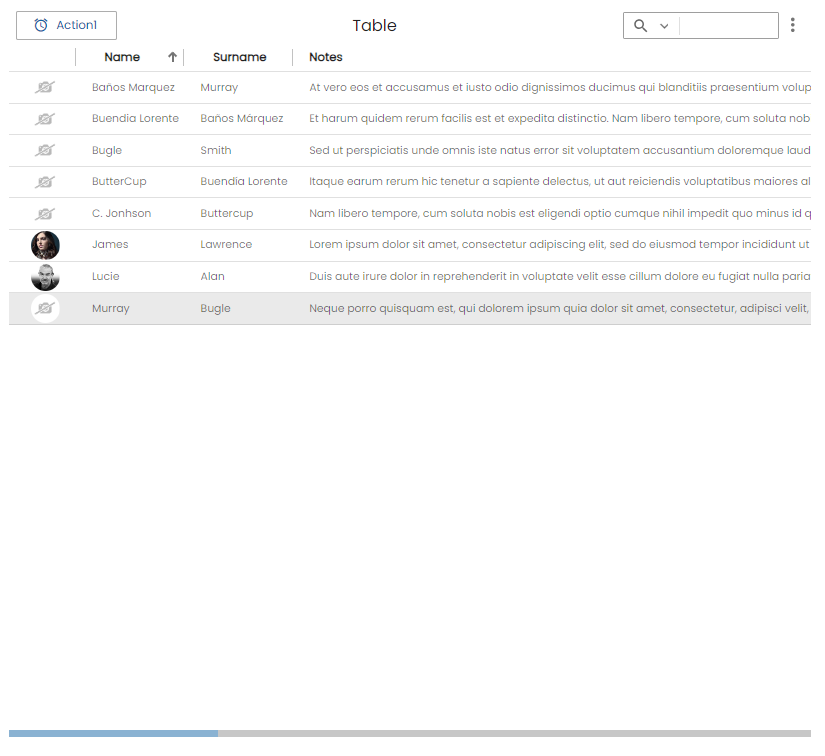 Action1 Table
Name Surname Notes
Baños Marquez Murray At vero eos et accusamus et iusto odio dignissimos ducimus qui blanditiis praesentium volup
Buendía Lorente Baños Márquez Et harum quidem rerum facilis est et expedita distinctio. Nam libero tempore, cum soluta nob
Bugle Smith Sed ut perspiciatis unde omnis iste natus error sit voluptatem accusantium doloremque laud
ButterCup Buendía Lorente Itaque earum rerum hic tenetur a sapiente delectus, ut aut reiciendis voluptatibus maiores al
C. Jonhson Buttercup Nam libero tempore, cum soluta nobis est eligendi optio cumque nihil impedit quo minus id q
James Lawrence Lorem ipsum dolor sit amet, consectetur adipiscing elit, sed do eiusmod tempor incididunt ut
Lucie Alan Duis aute irure dolor in reprehenderit in voluptate velit esse cillum dolore eu fugiat nulla paria
Murray Bugle Neque porro quisquam est, qui dolorem ipsum quia dolor sit amet, consectetur, adipisci velit,